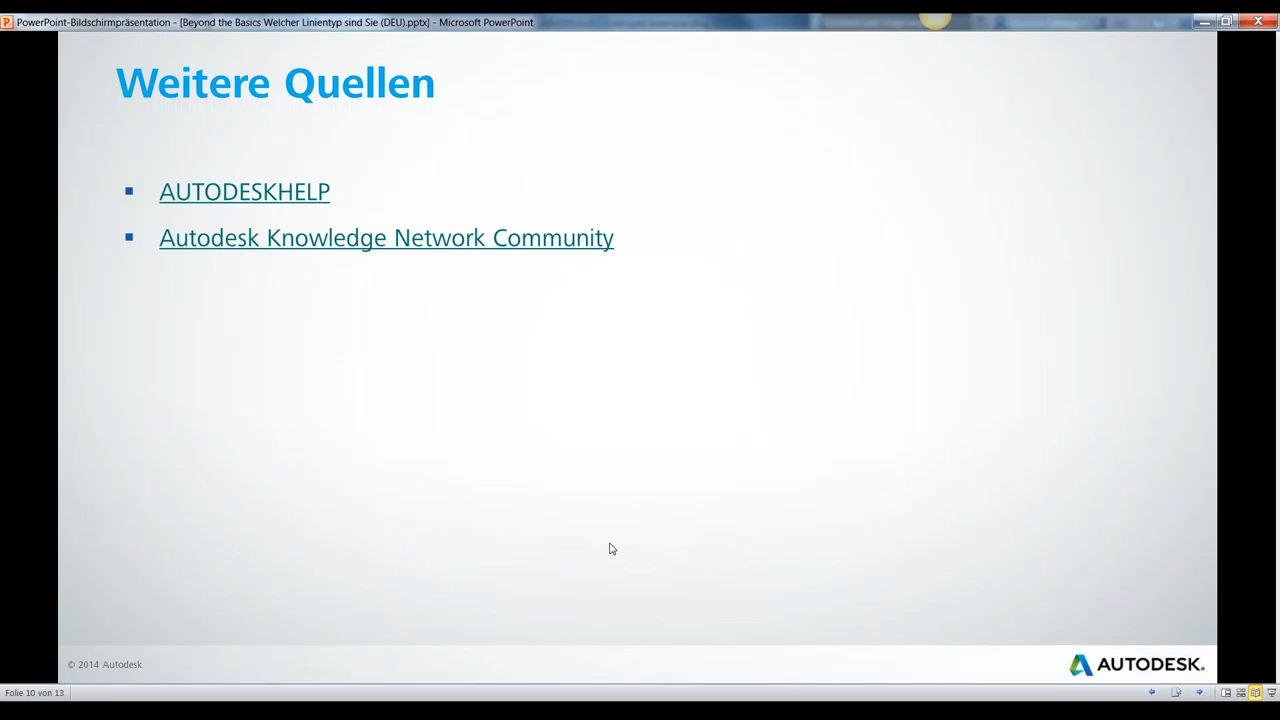 PowerPoint-Bildschirmpräsentation - [Beyond the Basics Welcher Linientyp sind Sie (DEU).pptx] - Microsoft PowerPoint
Weitere Quellen
AUTODESKHELP
Autodesk Knowledge Network Community
© 2014 Autodesk
AUTODESK.
Folie 10 von 13